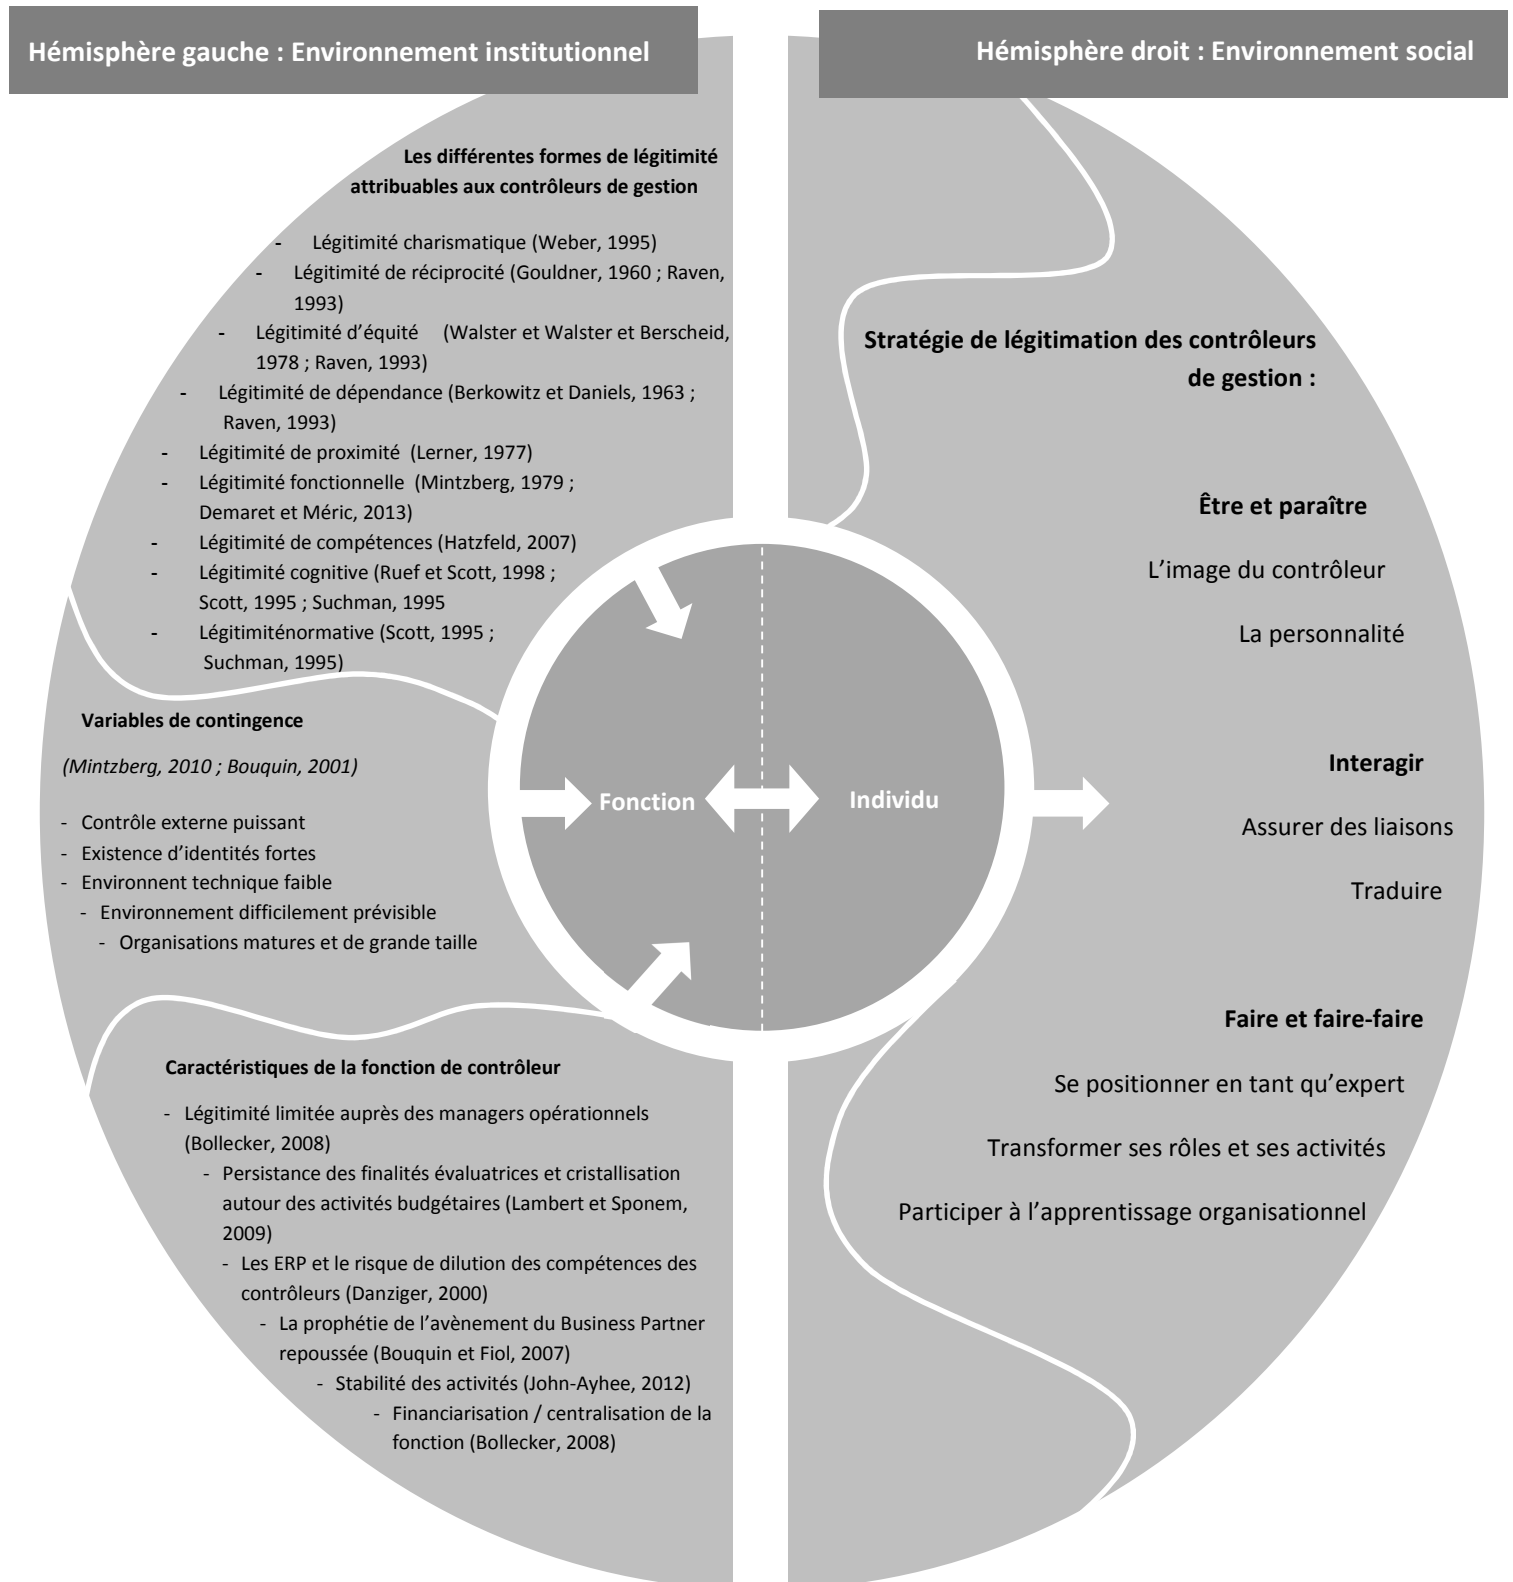 Hémisphère gauche : Environnement institutionnel
Les différentes formes de légitimité
attribuables aux contrôleurs de gestion
- Légitimité charismatique (Weber, 1995)
- Légitimité de réciprocité (Gouldner, 1960 ; Raven,
1993)
- Légitimité d’équité (Walster et Walster et Berscheid,
1978 ; Raven, 1993)
- Légitimité de dépendance (Berkowitz et Daniels, 1963 ;
Raven, 1993)
- Légitimité de proximité (Lerner, 1977)
- Légitimité fonctionnelle (Mintzberg, 1979 ;
Demaret et Méric, 2013)
- Légitimité de compétences (Hatzfeld, 2007)
- Légitimité cognitive (Ruef et Scott, 1998 ;
Scott, 1995 ; Suchman, 1995
- Légitimiténormative (Scott, 1995 ;
Suchman, 1995)
Variables de contingence
(Mintzberg, 2010 ; Bouquin, 2001)
- Contrôle externe puissant
- Existence d’identités fortes
- Environnent technique faible
- Environnement difficilement prévisible
- Organisations matures et de grande taille
Caractéristiques de la fonction de contrôleur
- Légitimité limitée auprès des managers opérationnels
(Bollecker, 2008)
- Persistance des finalités évaluatrices et cristallisation
autour des activités budgétaires (Lambert et Sponem,
2009)
- Les ERP et le risque de dilution des compétences des
contrôleurs (Danziger, 2000)
- La prophétie de l’avènement du Business Partner
repoussée (Bouquin et Fiol, 2007)
- Stabilité des activités (John-Ayhee, 2012)
- Financiarisation / centralisation de la
fonction (Bollecker, 2008)
Fonction
Individu
Hémisphère droit : Environnement social
Stratégie de légitimation des contrôleurs
de gestion :
Être et paraître
L’image du contrôleur
La personnalité
Interagir
Assurer des liaisons
Traduire
Faire et faire-faire
Se positionner en tant qu’expert
Transformer ses rôles et ses activités
Participer à l’apprentissage organisationnel